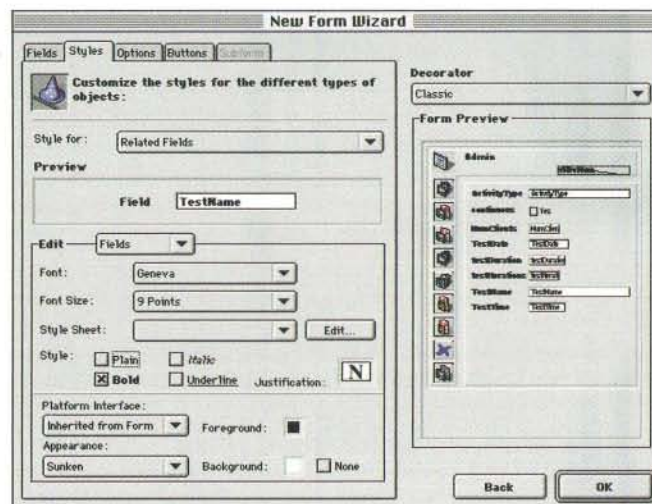 New Form Wizard
Fields Styles Options Buttons Subform
Customize the styles for the different types of
objects:
Style for: Related Fields
Preview
Field TestName
Edit Fields
Font: Geneva
Font Size: 9 Points
Style Sheet: Edit...
Style: Plain Italic
Bold Underline Justification: N
Platform Interface:
Inherited from Form Foreground:
Appearance:
Sunken Background: None
Decorator
Classic
Form Preview
Admin
ActivityType ActivityType
Yes
NumClients
TestDate TestDate
TestDuration
TestName TestName
TestTime TestTime
Back OK